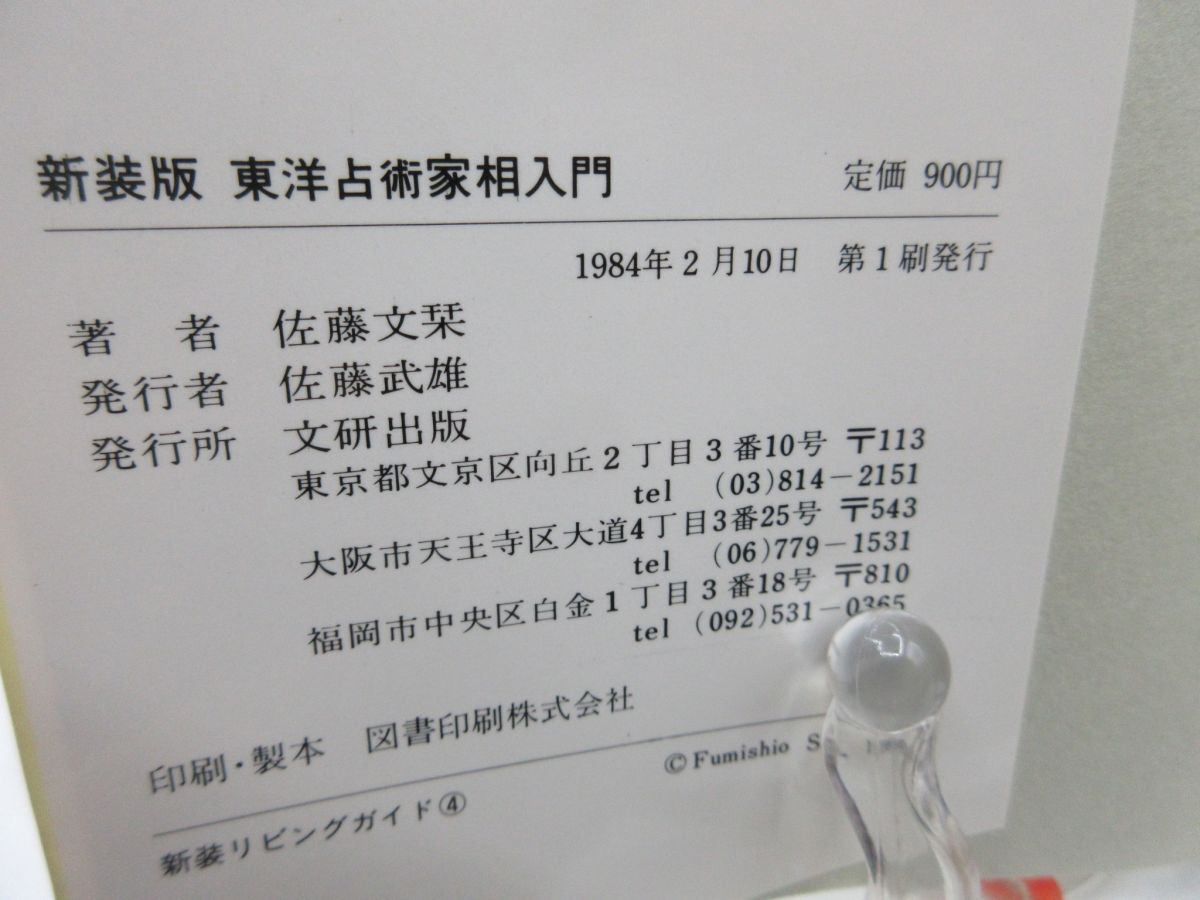 新装版 東洋占術家相入門 定価 900円
1984年2月10日 第1刷発行
著 者 佐藤文栞
発行者 佐藤武雄
発行所 文研出版
東京都文京区向丘2丁目3番10号 〒113
tel (03)814-2151
大阪市天王寺区大道4丁目3番25号 〒543
tel (06)779-1531
福岡市中央区白金1丁目3番18号 〒810
tel (092)531-0365
印刷・製本 図書印刷株式会社
© Fumishio
新装リビングガイド④